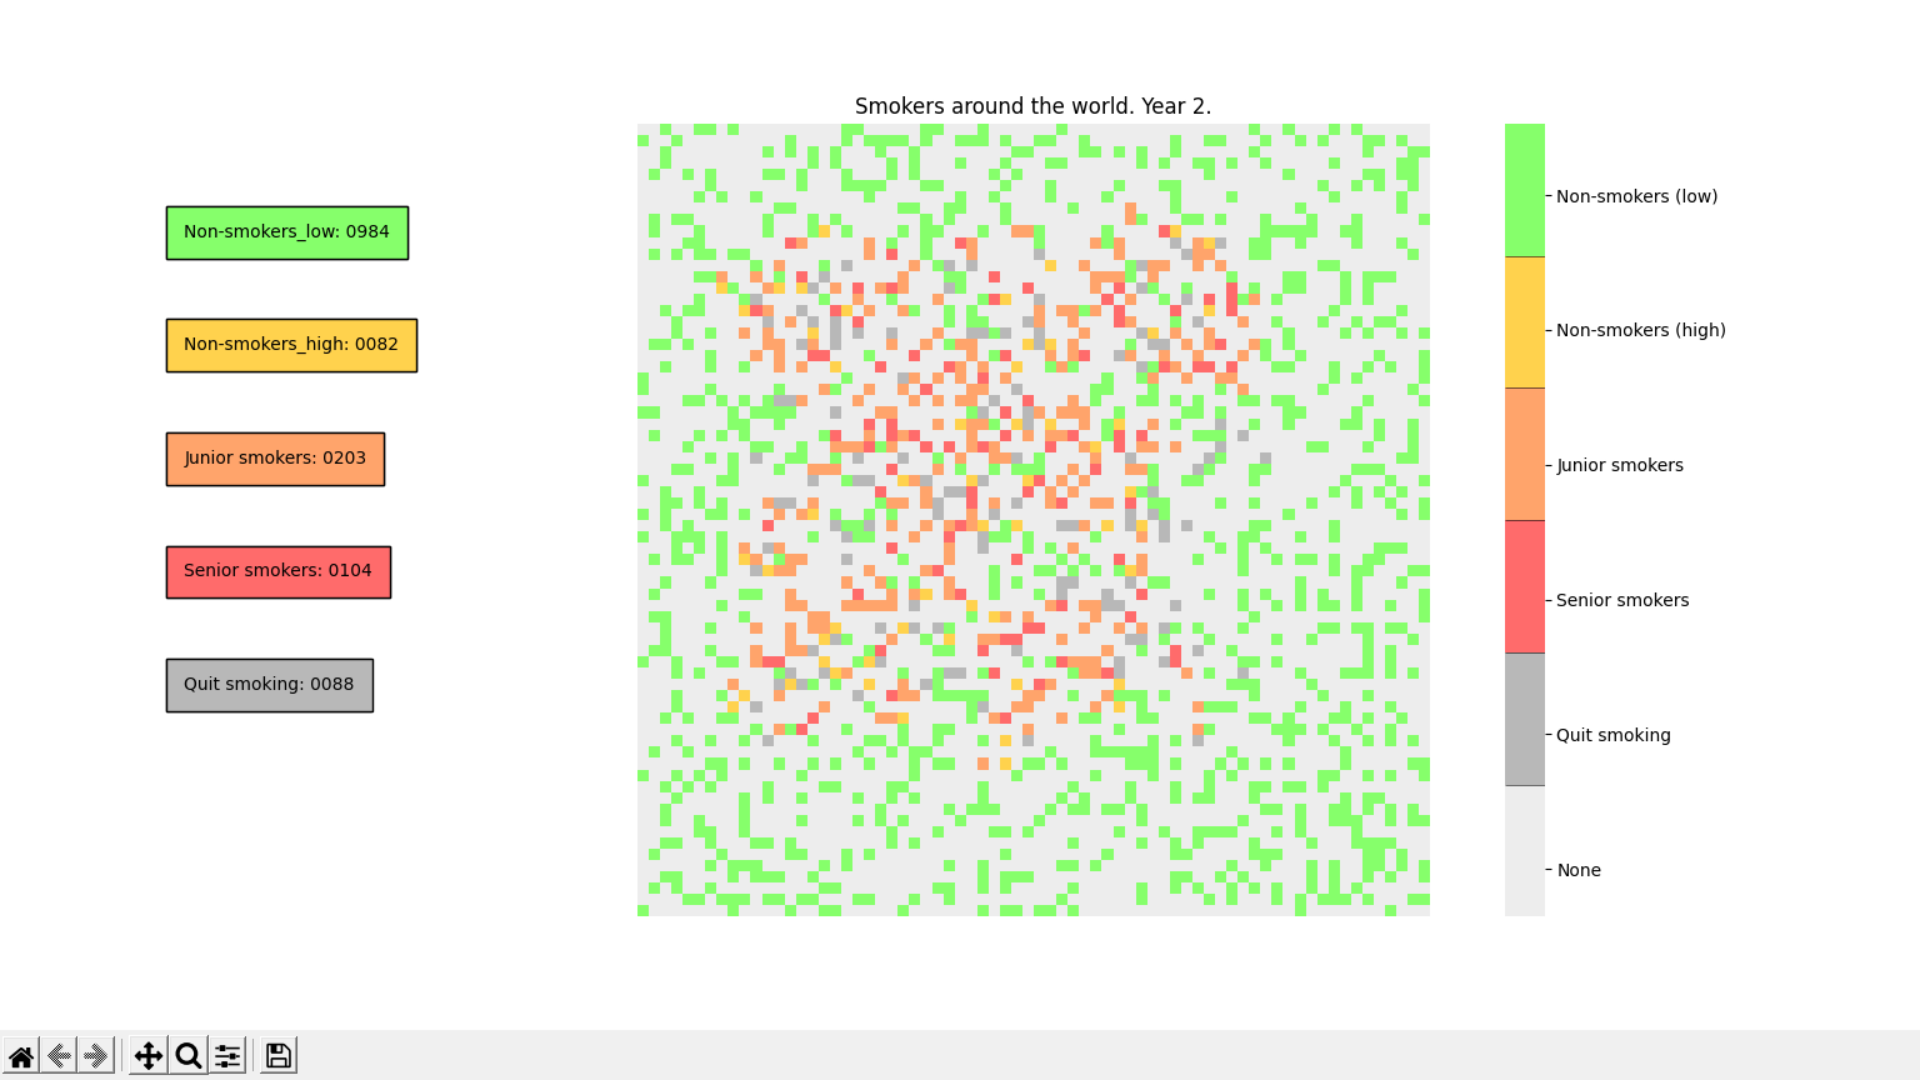 Smokers around the world. Year 2.
Non-smokers_low: 0984
Non-smokers_high: 0082
Junior smokers: 0203
Senior smokers: 0104
Quit smoking: 0088
Non-smokers (low)
Non-smokers (high)
Junior smokers
Senior smokers
Quit smoking
None